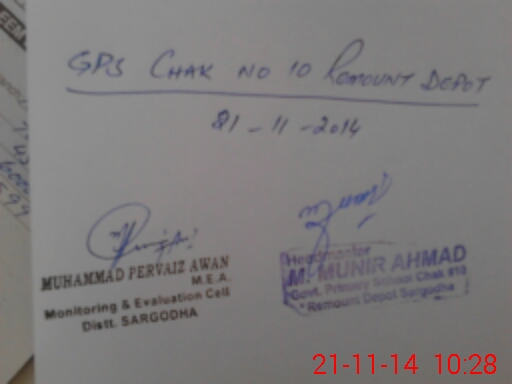 GPS CHAK NO 10 REMOUNT DEPOT
21-11-2014
MUHAMMAD PERVAIZ AWAN
M.E.A.
Monitoring & Evaluation Cell
Distt. SARGODHA
Headmaster
M. MUNIR AHMAD
Govt. Primary School Chak #10
Remount Depot Sargodha
21-11-14 10:28